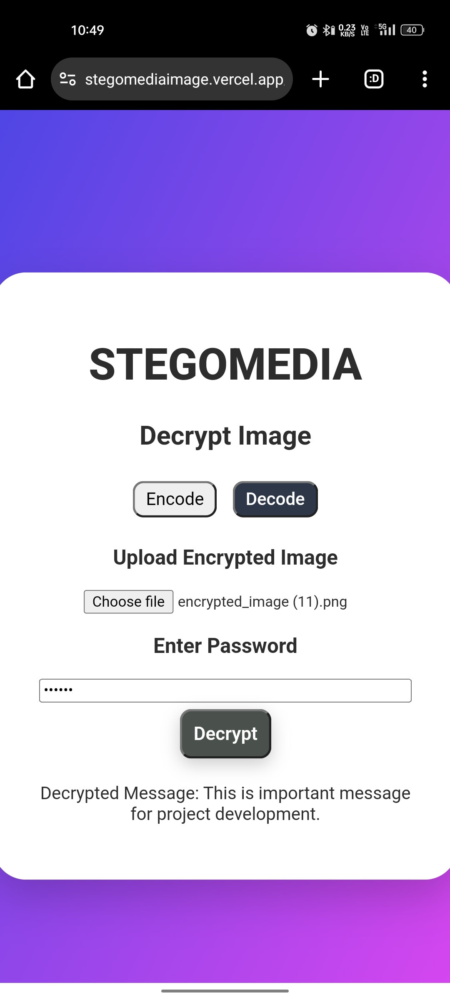 10:49
0.23
KB/S
Vo
LTE
5G
40
stegomediaimage.vercel.app
:D
STEGOMEDIA
Decrypt Image
Encode
Decode
Upload Encrypted Image
Choose file encrypted_image (11).png
Enter Password
••••••
Decrypt
Decrypted Message: This is important message
for project development.